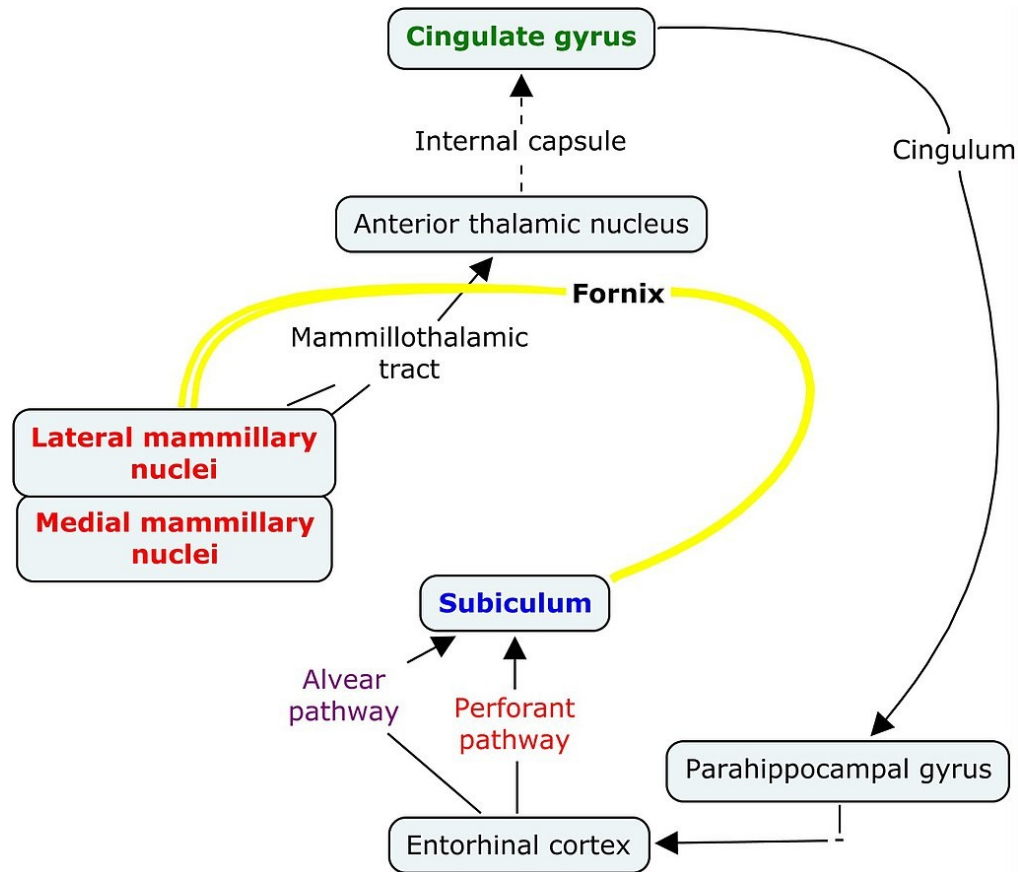 Cingulate gyrus
Internal capsule
Cingulum
Anterior thalamic nucleus
Fornix
Mammillothalamic
tract
Lateral mammillary
nuclei
Medial mammillary
nuclei
Subiculum
Alvear
pathway
Perforant
pathway
Parahippocampal gyrus
Entorhinal cortex